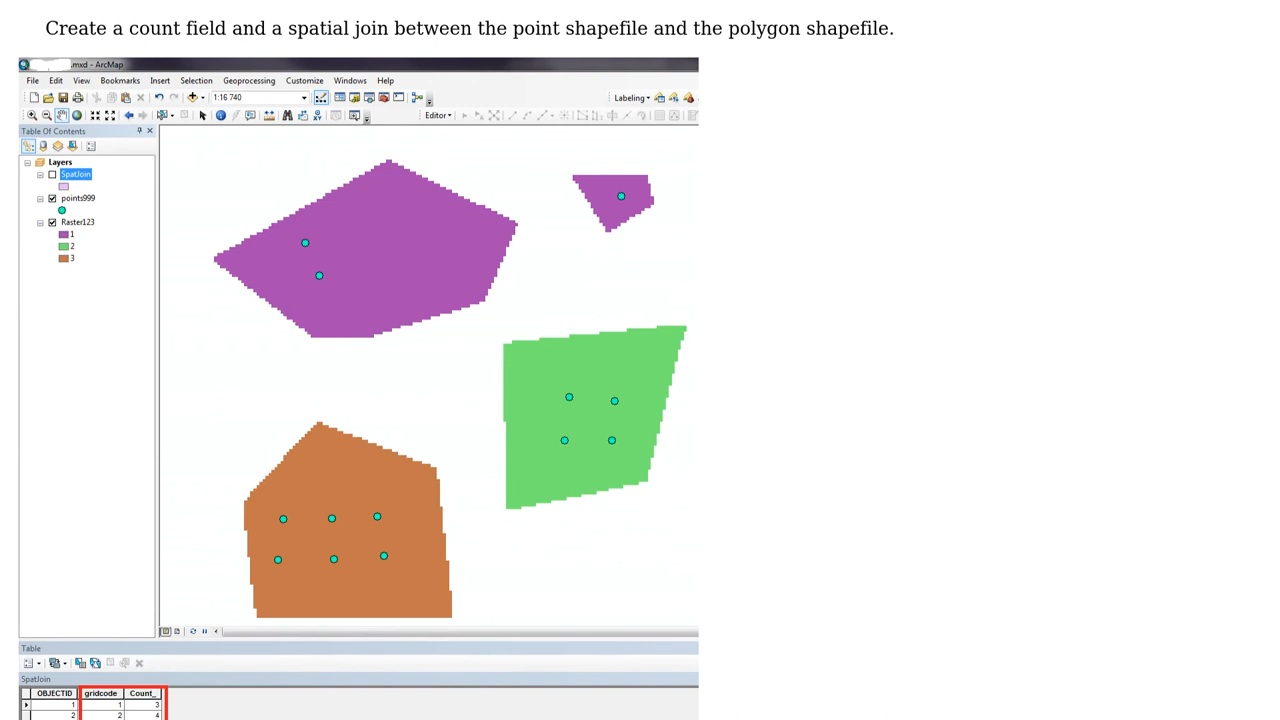 Create a count field and a spatial join between the point shapefile and the polygon shapefile.
.mxd - ArcMap
File Edit View Bookmarks Insert Selection Geoprocessing Customize Windows Help
1:16 740
Labeling
Editor
Table Of Contents
Layers
SpatJoin
points999
Raster123
1
2
3
Table
SpatJoin
OBJECTID gridcode Count_
1 1 3
2 2 4